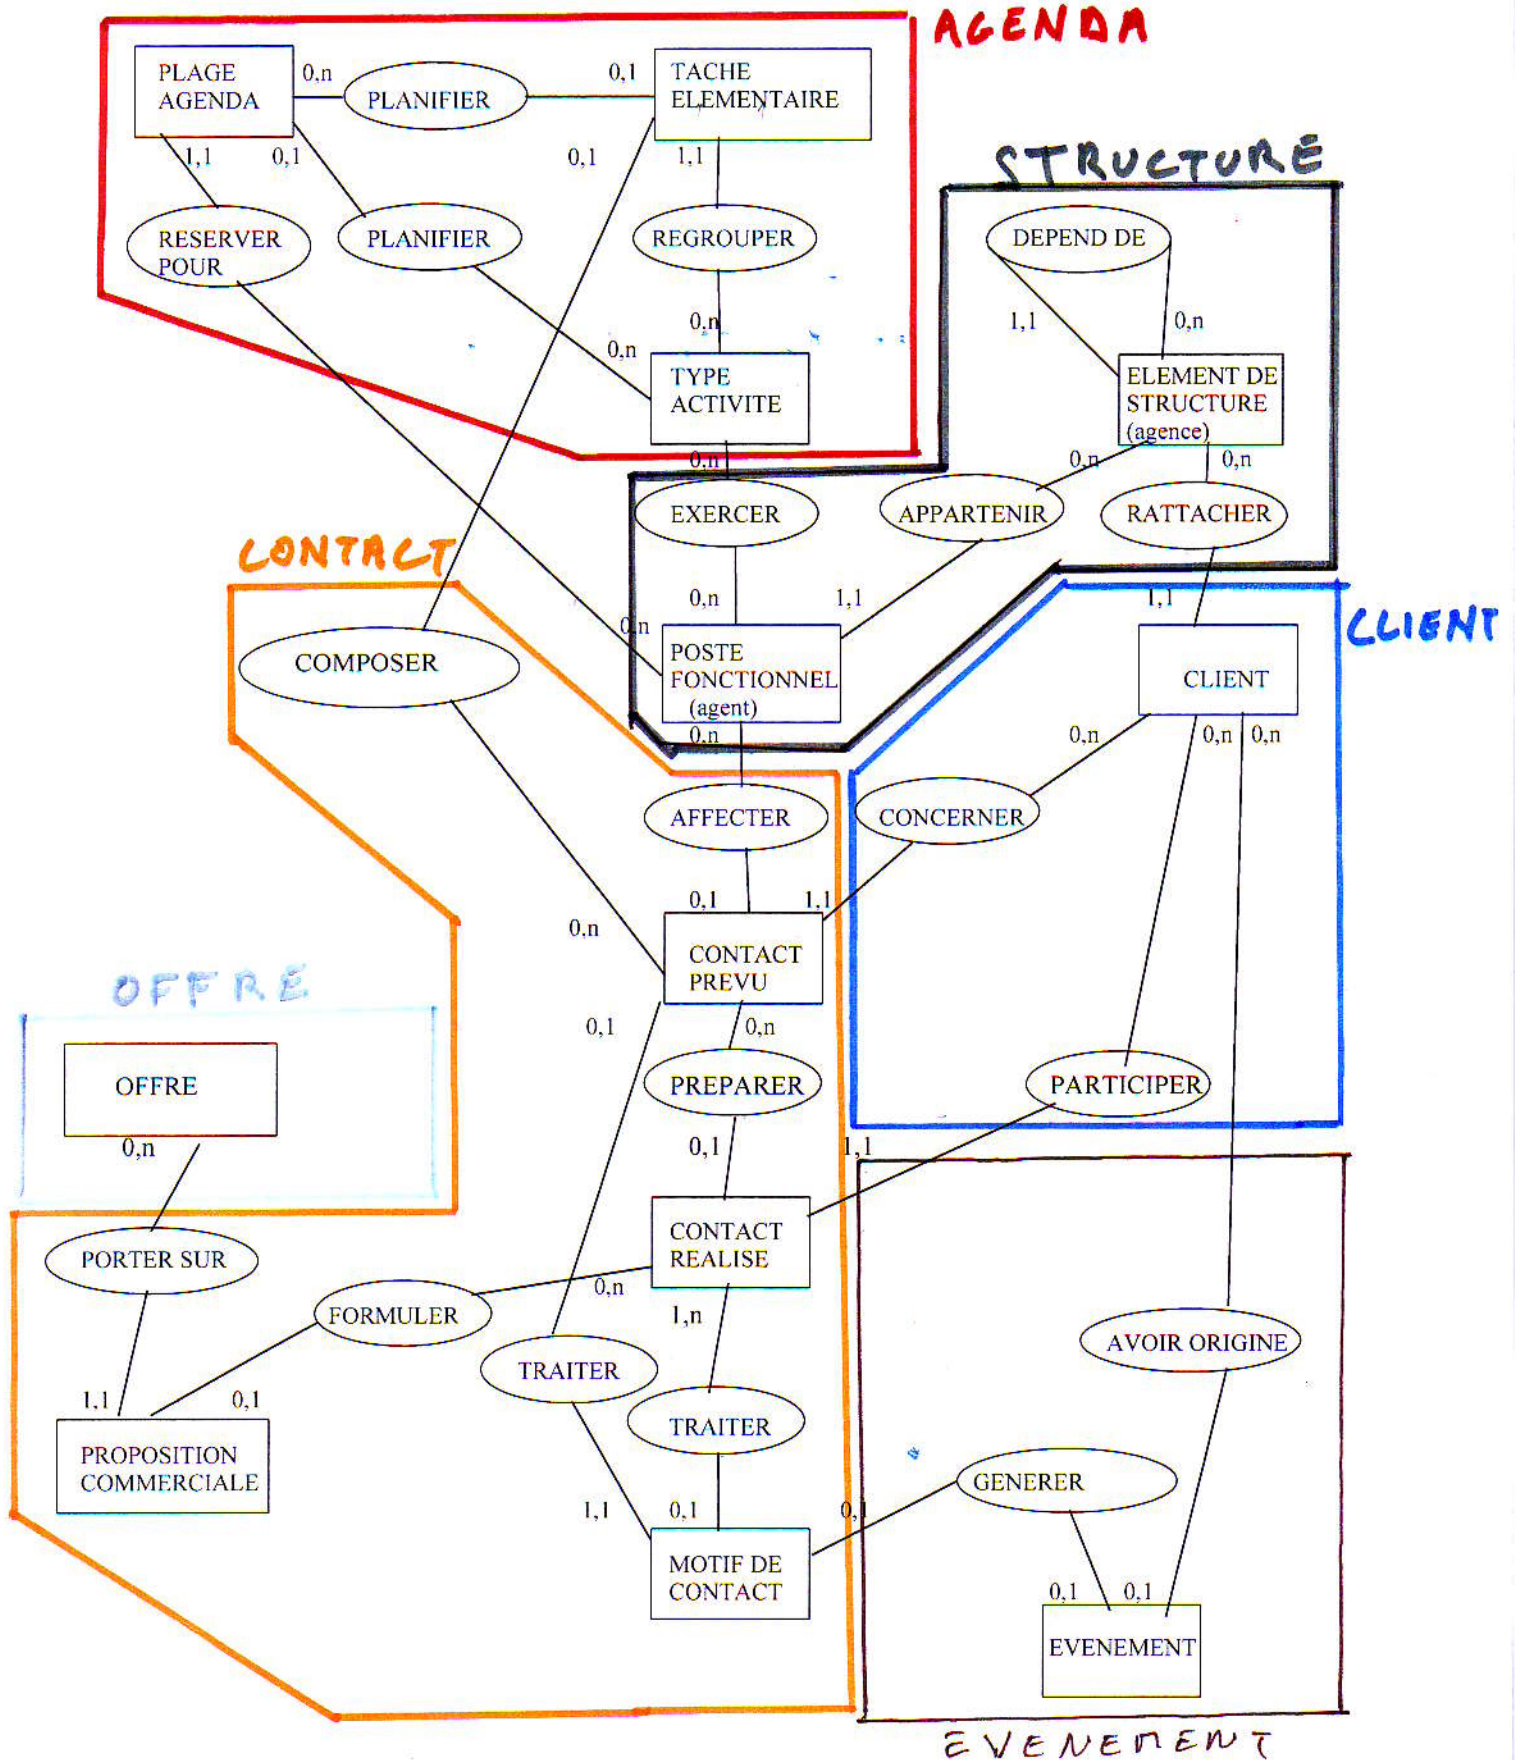 AGENDA
PLAGE
AGENDA
0,n
PLANIFIER
0,1
TACHE
ELEMENTAIRE
1,1
0,1
0,1
1,1
STRUCTURE
RESERVER
POUR
PLANIFIER
REGROUPER
DEPEND DE
0,n
0,n
1,1
0,n
TYPE
ACTIVITE
ELEMENT DE
STRUCTURE
(agence)
0,n
0,n
0,n
EXERCER
APPARTENIR
RATTACHER
CONTACT
0,n
1,1
1,1
0,n
CLIENT
COMPOSER
POSTE
FONCTIONNEL
(agent)
CLIENT
0,n
0,n
0,n
0,n
AFFECTER
CONCERNER
0,1
1,1
0,n
CONTACT
PREVU
OFFRE
0,1
0,n
OFFRE
PREPARER
PARTICIPER
0,n
0,1
1,1
CONTACT
REALISE
PORTER SUR
0,n
FORMULER
1,n
AVOIR ORIGINE
TRAITER
1,1
0,1
TRAITER
PROPOSITION
COMMERCIALE
GENERER
1,1
0,1
0,1
MOTIF DE
CONTACT
0,1
0,1
EVENEMENT
EVENEMENT